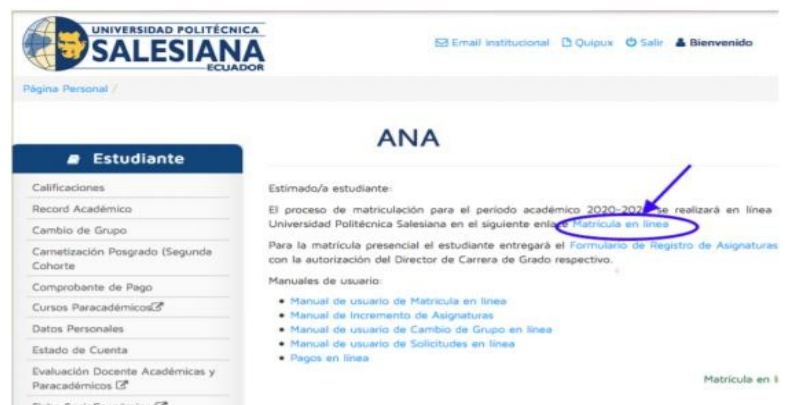 UNIVERSIDAD POLITÉCNICA
SALESIANA
ECUADOR
Email institucional Quipux Salir Bienvenido
Página Personal /
ANA
Estudiante
Calificaciones
Record Académico
Cambio de Grupo
Carnetización Posgrado (Segunda
Cohorte
Comprobante de Pago
Cursos Paracadémicos
Datos Personales
Estado de Cuenta
Evaluación Docente Académicas y
Paracadémicos
Estimado/a estudiante:
El proceso de matriculación para el período académico 2020-202 se realizará en línea
Universidad Politécnica Salesiana en el siguiente enlace Matrícula en línea
Para la matrícula presencial el estudiante entregará el Formulario de Registro de Asignaturas
con la autorización del Director de Carrera de Grado respectivo.
Manuales de usuario:
Manual de usuario de Matrícula en línea
Manual de Incremento de Asignaturas
Manual de usuario de Cambio de Grupo en línea
Manual de usuario de Solicitudes en línea
Pagos en línea
Matrícula en lí